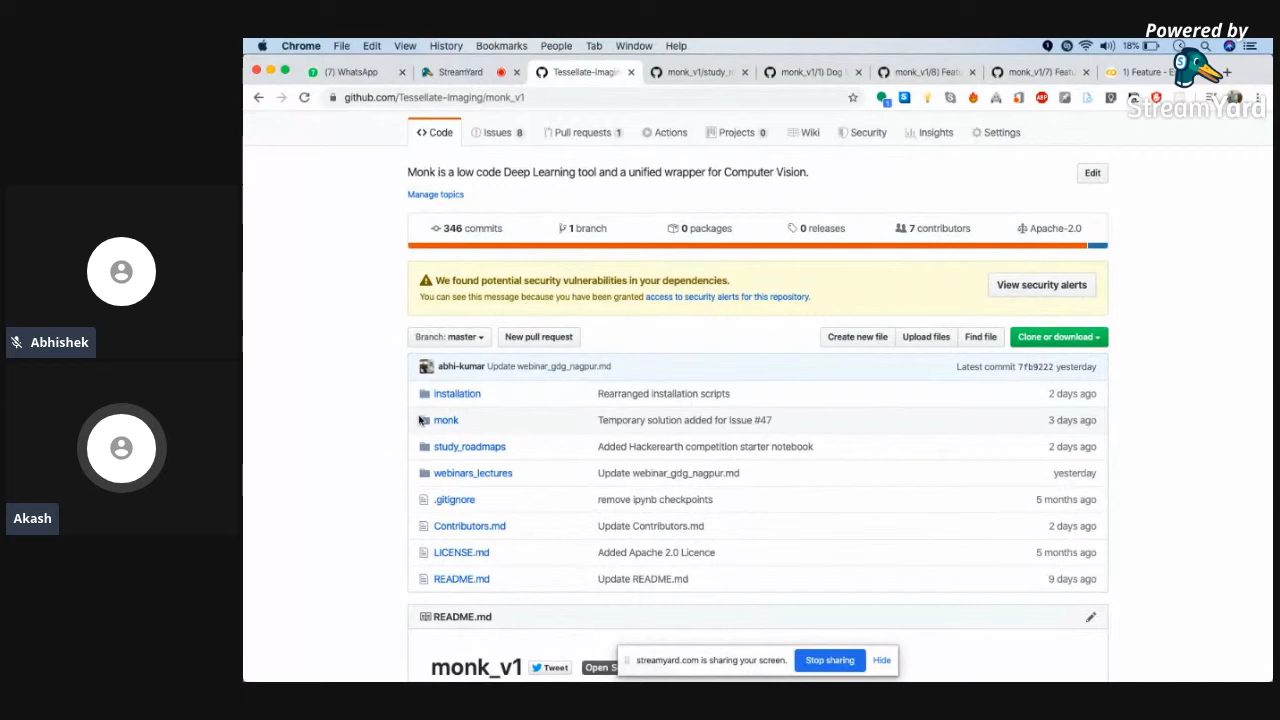 Powered by
StreamYard
Chrome File Edit View History Bookmarks People Tab Window Help
18%
(7) WhatsApp
StreamYard
Tessellate-Imagin
monk_v1/study_r
monk_v1/1) Dog
monk_v1/8) Feat
monk_v1/7) Feat
1) Feature - E
github.com/Tessellate-Imaging/monk_v1
ABP
Code
Issues 8
Pull requests 1
Actions
Projects 0
Wiki
Security
Insights
Settings
Monk is a low code Deep Learning tool and a unified wrapper for Computer Vision.
Edit
Manage topics
346 commits
1 branch
0 packages
0 releases
7 contributors
Apache-2.0
We found potential security vulnerabilities in your dependencies.
You can see this message because you have been granted access to security alerts for this repository.
View security alerts
Branch: master
New pull request
Create new file
Upload files
Find file
Clone or download
abhi-kumar Update webinar_gdg_nagpur.md
Latest commit 7fb9222 yesterday
installation Rearranged installation scripts 2 days ago
monk Temporary solution added for Issue #47 3 days ago
study_roadmaps Added Hackerearth competition starter notebook 2 days ago
webinars_lectures Update webinar_gdg_nagpur.md yesterday
.gitignore remove ipynb checkpoints 5 months ago
Contributors.md Update Contributors.md 2 days ago
LICENSE.md Added Apache 2.0 Licence 5 months ago
README.md Update README.md 9 days ago
README.md
monk_v1
Tweet
Open S
streamyard.com is sharing your screen.
Stop sharing
Hide
Abhishek
Akash